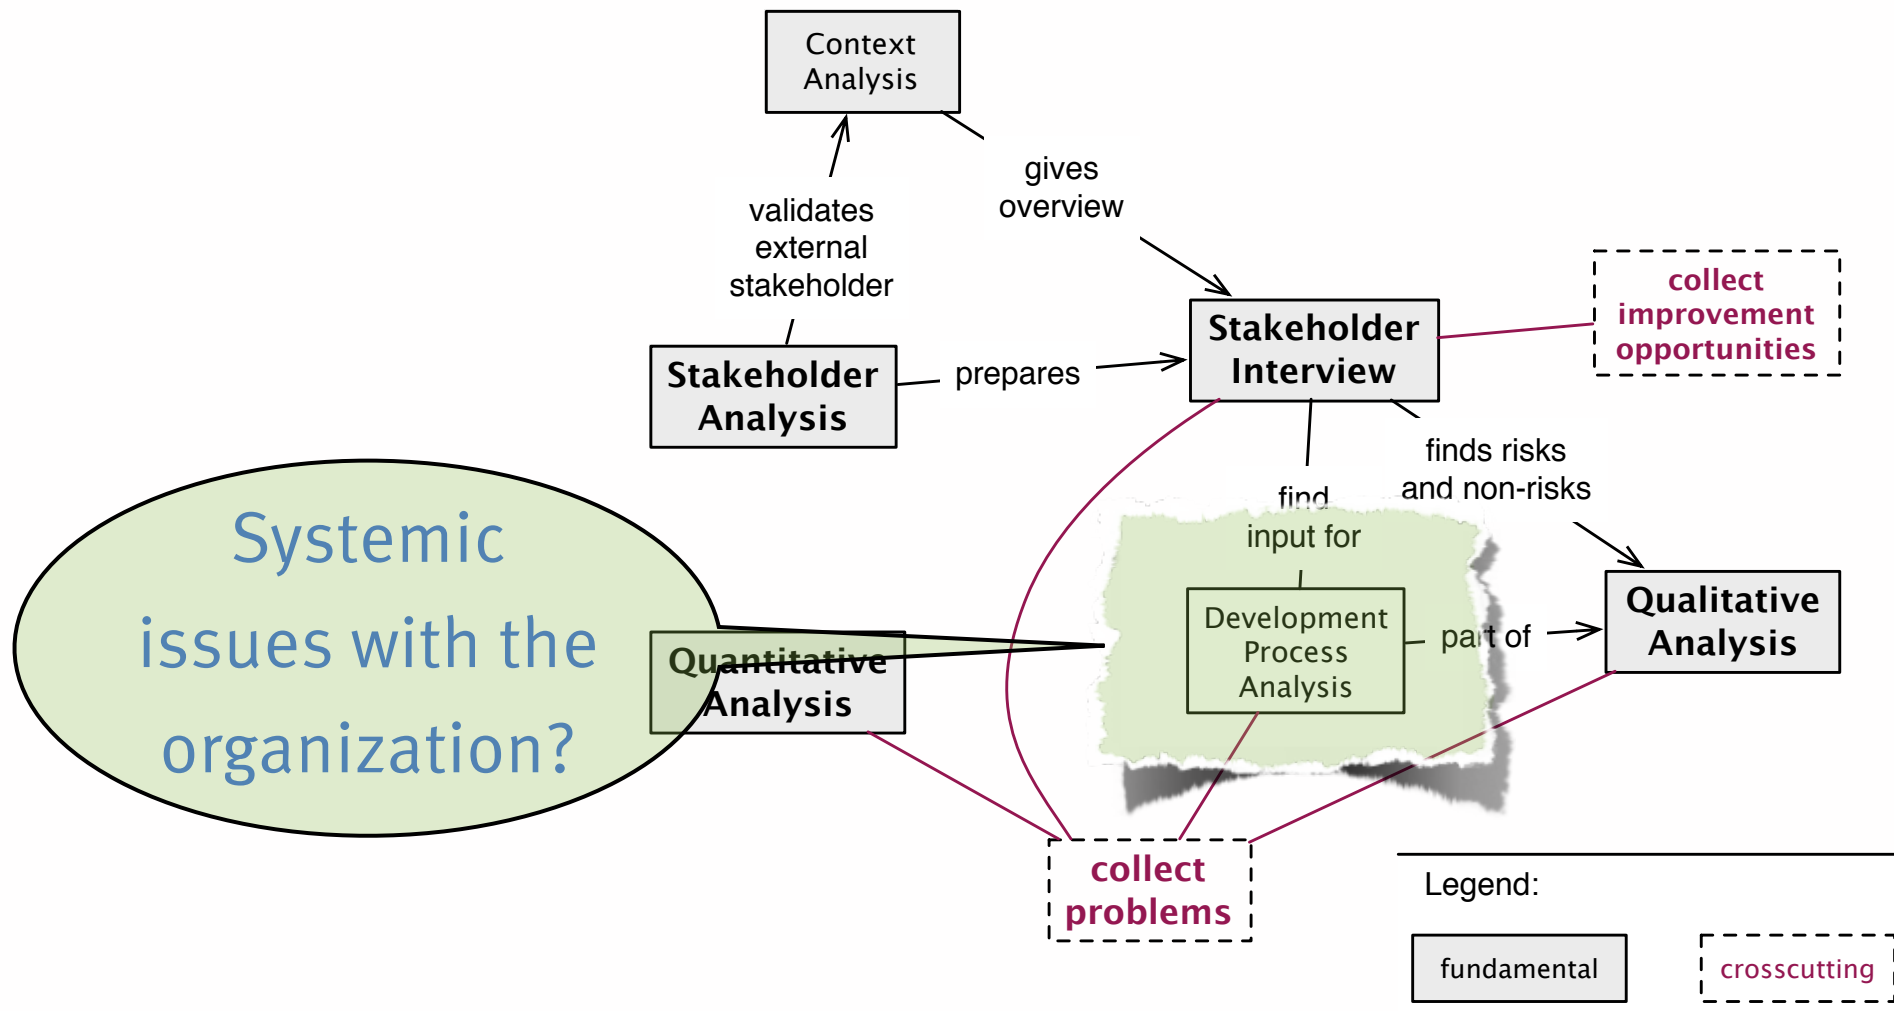 Context
Analysis
gives
overview
validates
external
stakeholder
collect
improvement
opportunities
Stakeholder
Interview
Stakeholder
Analysis
prepares
finds risks
and non-risks
find
input for
Systemic
issues with the
organization?
Quantitative
Analysis
Development
Process
Analysis
part of
Qualitative
Analysis
collect
problems
Legend:
fundamental
crosscutting